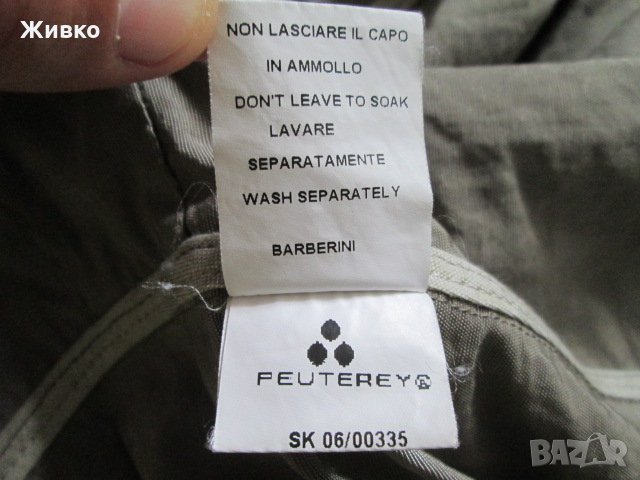 Живко
NON LASCIARE IL CAPO
IN AMMOLLO
DON'T LEAVE TO SOAK
LAVARE
SEPARATAMENTE
WASH SEPARATELY
BARBERINI
PEUTEREY®
SK 06/00335
BAZAR